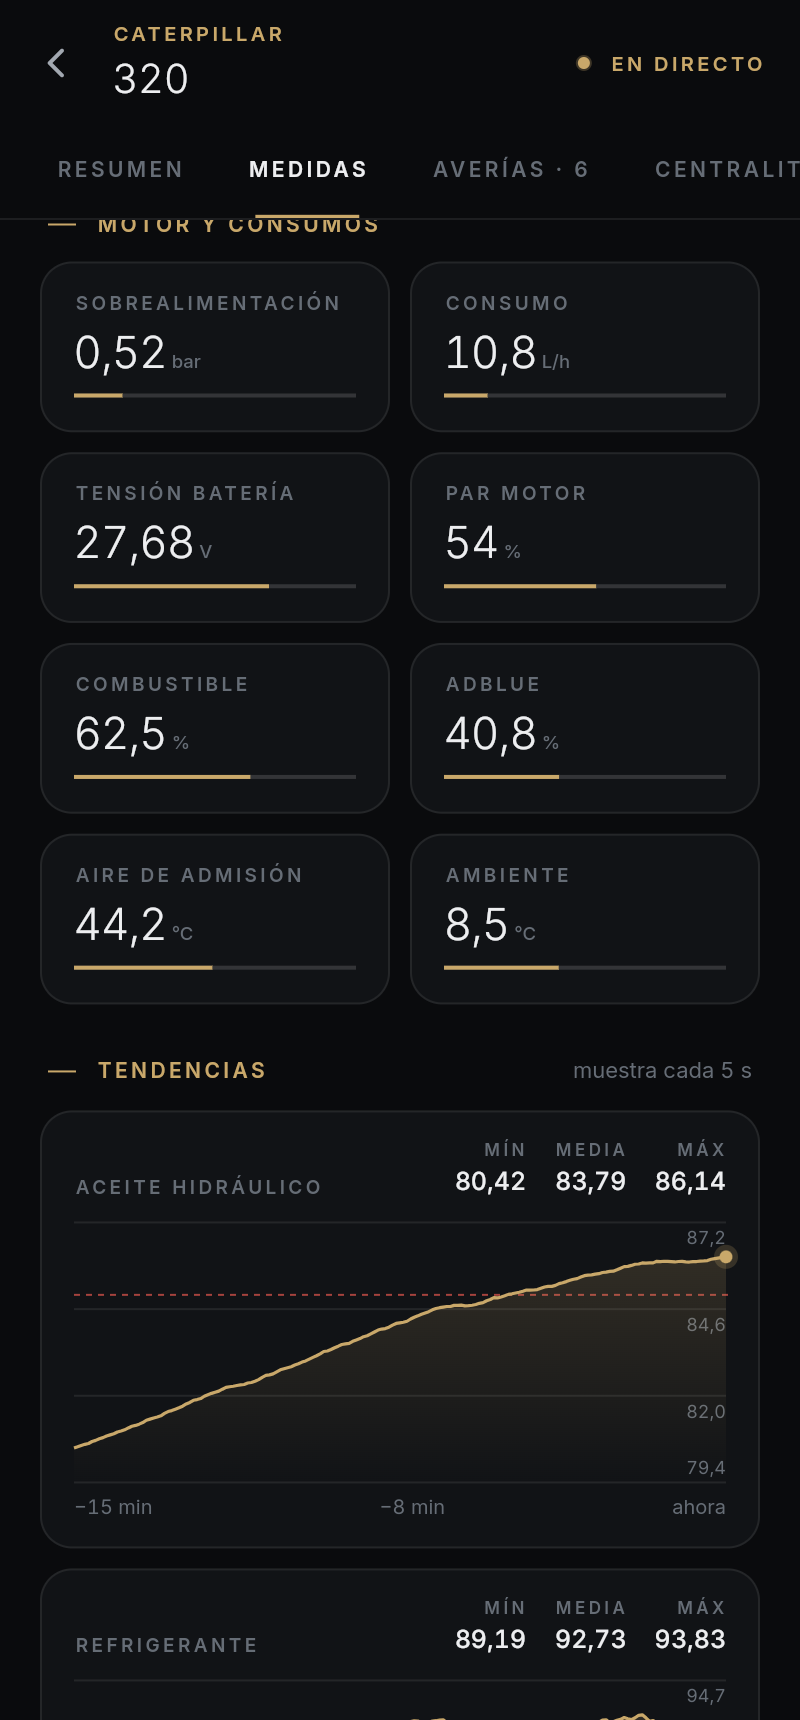 CATERPILLAR
320
EN DIRECTO
RESUMEN MEDIDAS AVERÍAS · 6 CENTRALIT
MOTOR Y CONSUMOS
SOBREALIMENTACIÓN
0,52 bar
CONSUMO
10,8 L/h
TENSIÓN BATERÍA
27,68 V
PAR MOTOR
54 %
COMBUSTIBLE
62,5 %
ADBLUE
40,8 %
AIRE DE ADMISIÓN
44,2 °C
AMBIENTE
8,5 °C
TENDENCIAS
muestra cada 5 s
ACEITE HIDRÁULICO
MÍN MEDIA MÁX
80,42 83,79 86,14
87,2
84,6
82,0
79,4
−15 min −8 min ahora
REFRIGERANTE
MÍN MEDIA MÁX
89,19 92,73 93,83
94,7